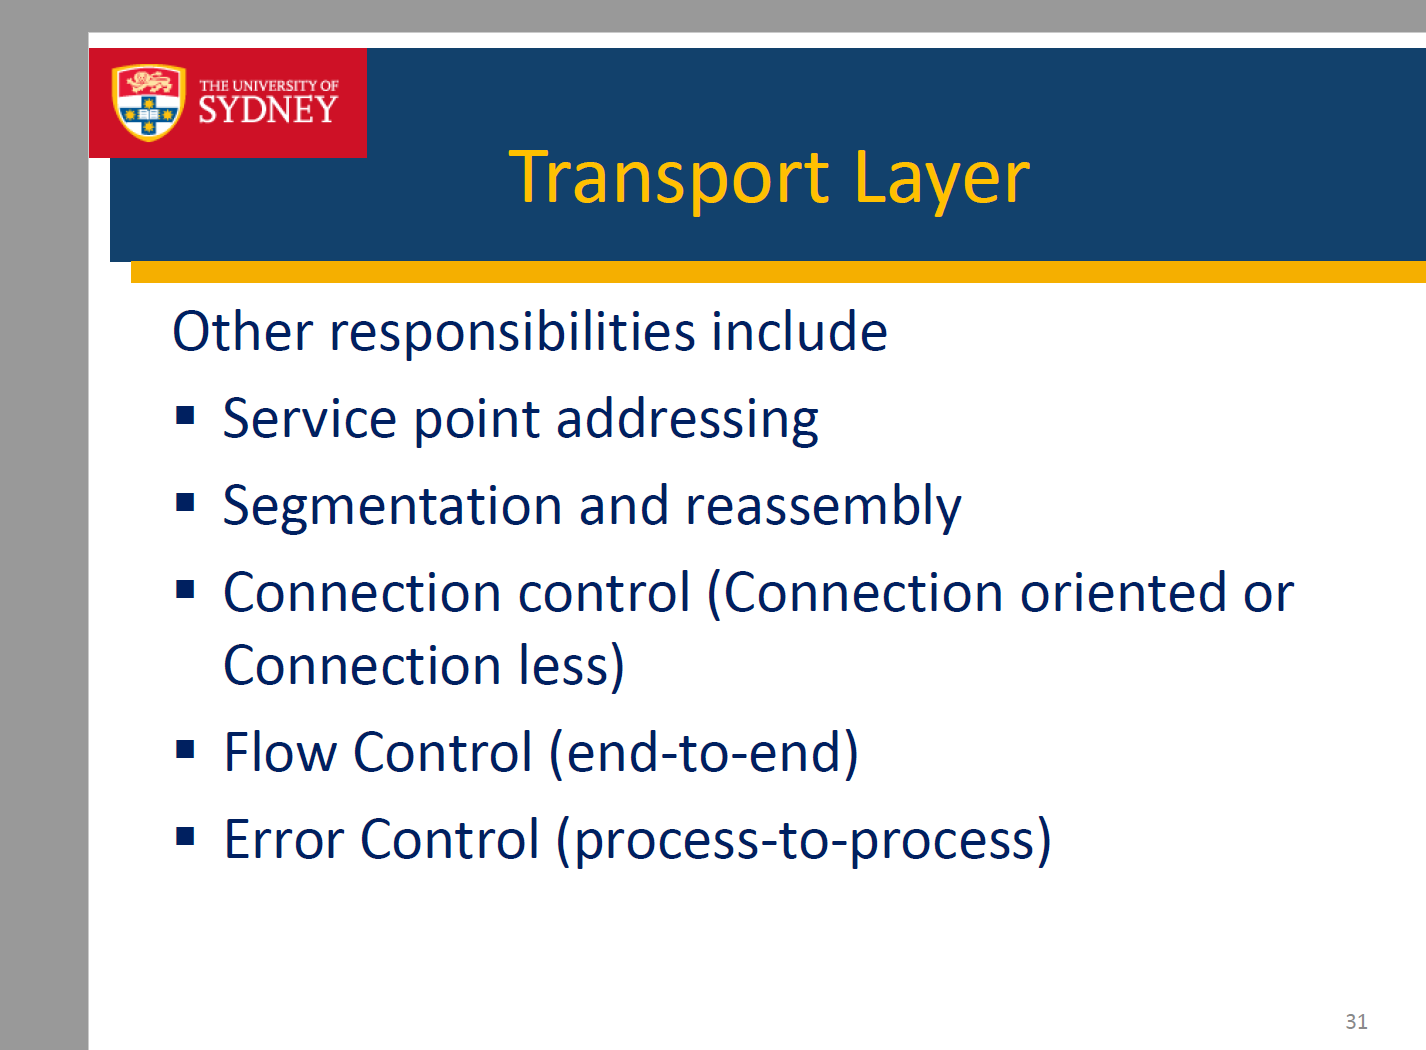 THE UNIVERSITY OF
SYDNEY
Transport Layer
Other responsibilities include
▪ Service point addressing
▪ Segmentation and reassembly
▪ Connection control (Connection oriented or
Connection less)
▪ Flow Control (end-to-end)
▪ Error Control (process-to-process)
31